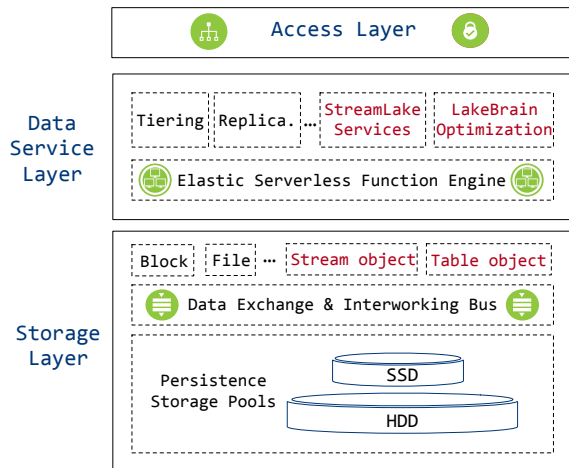 Access Layer
Data
Service
Layer
Tiering
Replica.
...
StreamLake
Services
LakeBrain
Optimization
Elastic Serverless Function Engine
Storage
Layer
Block
File
...
Stream object
Table object
Data Exchange & Interworking Bus
Persistence
Storage Pools
SSD
HDD